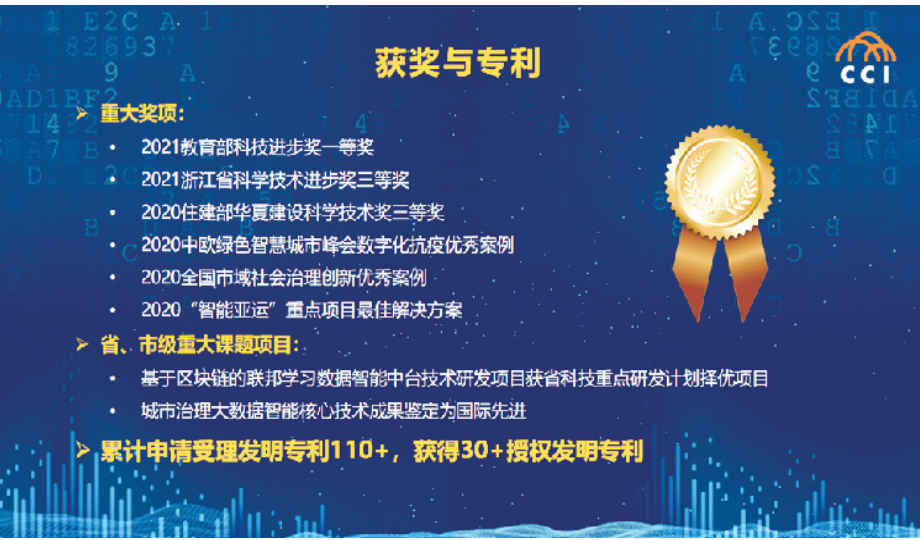 获奖与专利
CCI
➢ 重大奖项：
• 2021教育部科技进步奖一等奖
• 2021浙江省科学技术进步奖三等奖
• 2020住建部华夏建设科学技术奖三等奖
• 2020中欧绿色智慧城市峰会数字化抗疫优秀案例
• 2020全国市域社会治理创新优秀案例
• 2020“智能亚运”重点项目最佳解决方案
➢ 省、市级重大课题项目：
• 基于区块链的联邦学习数据智能中台技术研发项目获省科技重点研发计划择优项目
• 城市治理大数据智能核心技术成果鉴定为国际先进
➢ 累计申请受理发明专利110+，获得30+授权发明专利